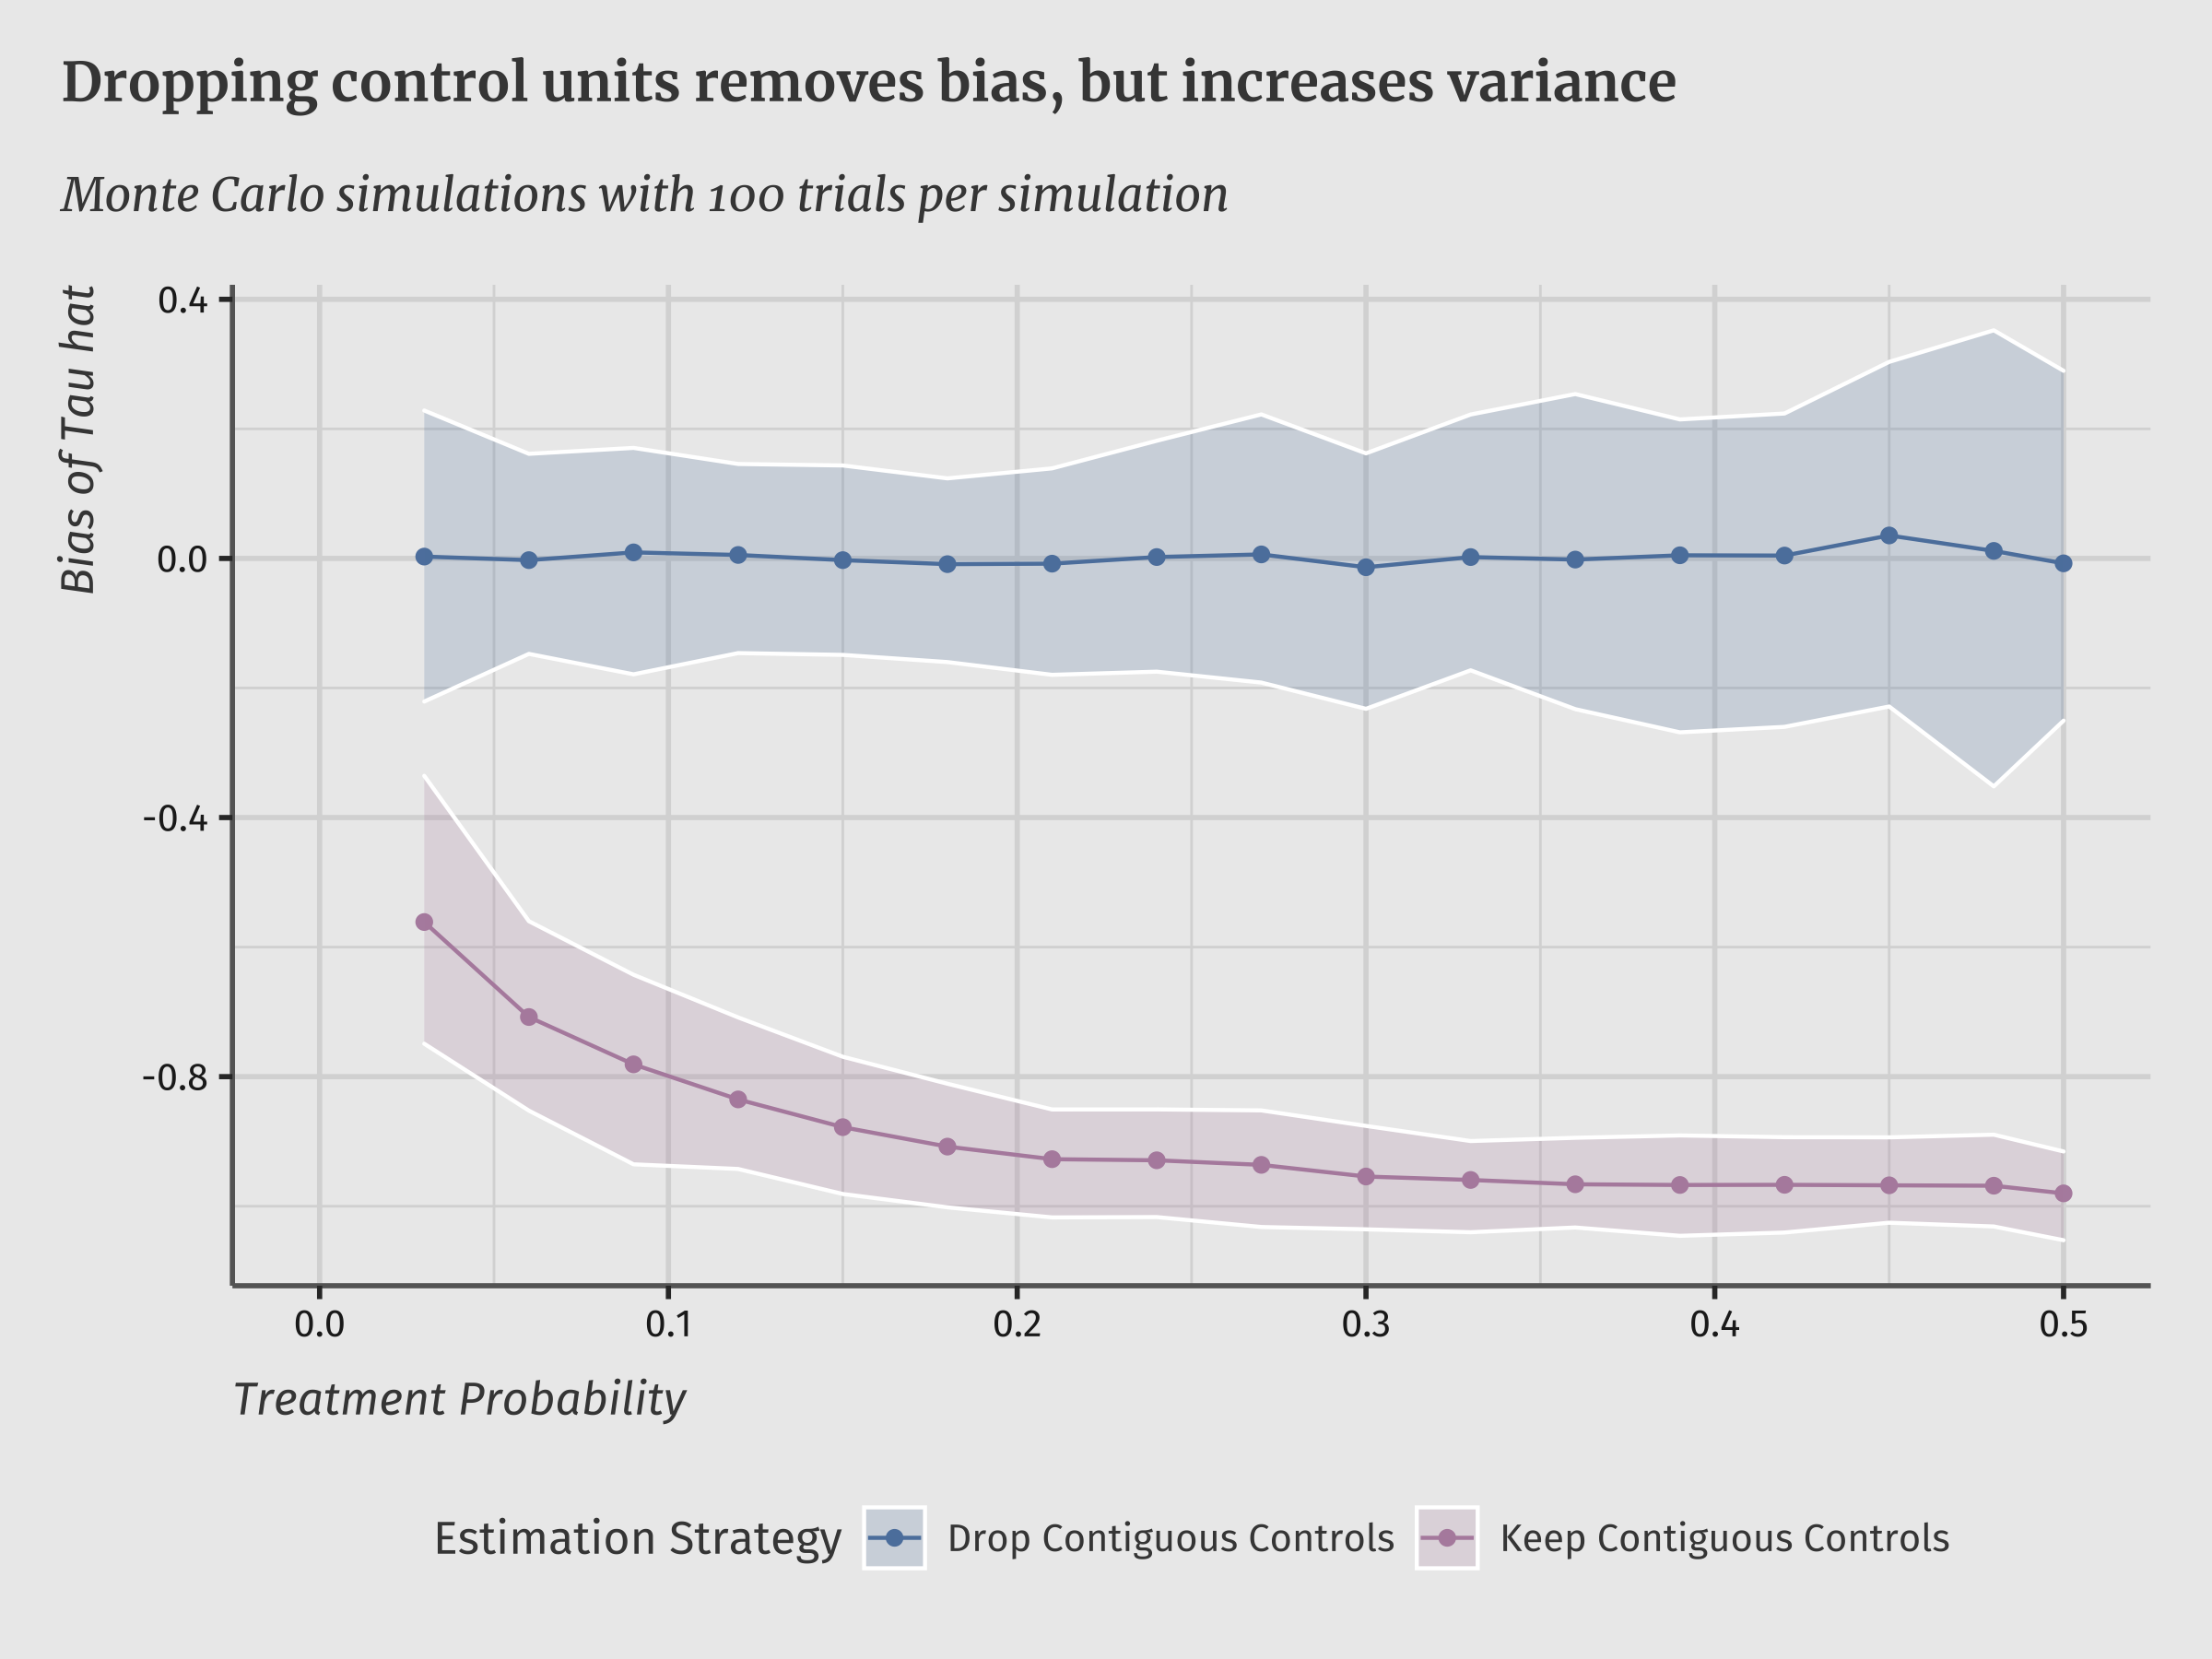 Dropping control units removes bias, but increases variance
Monte Carlo simulations with 100 trials per simulation
Bias of Tau hat
0.4
0.0
-0.4
-0.8
0.0 0.1 0.2 0.3 0.4 0.5
Treatment Probability
Estimation Strategy Drop Contiguous Controls Keep Contiguous Controls